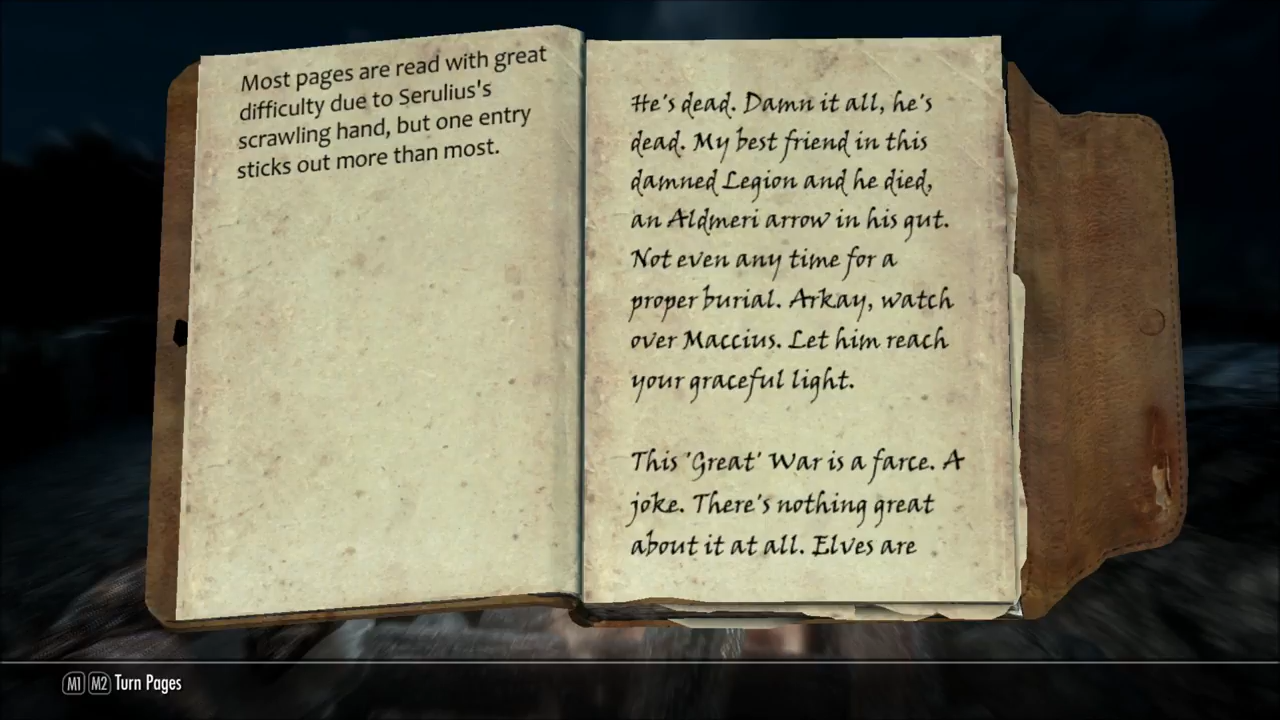 Most pages are read with great
difficulty due to Serulius's
scrawling hand, but one entry
sticks out more than most.
He's dead. Damn it all, he's
dead. My best friend in this
damned Legion and he died,
an Aldmeri arrow in his gut.
Not even any time for a
proper burial. Arkay, watch
over Maccius. Let him reach
your graceful light.
This 'Great' War is a farce. A
joke. There's nothing great
about it at all. Elves are
M1 M2 Turn Pages